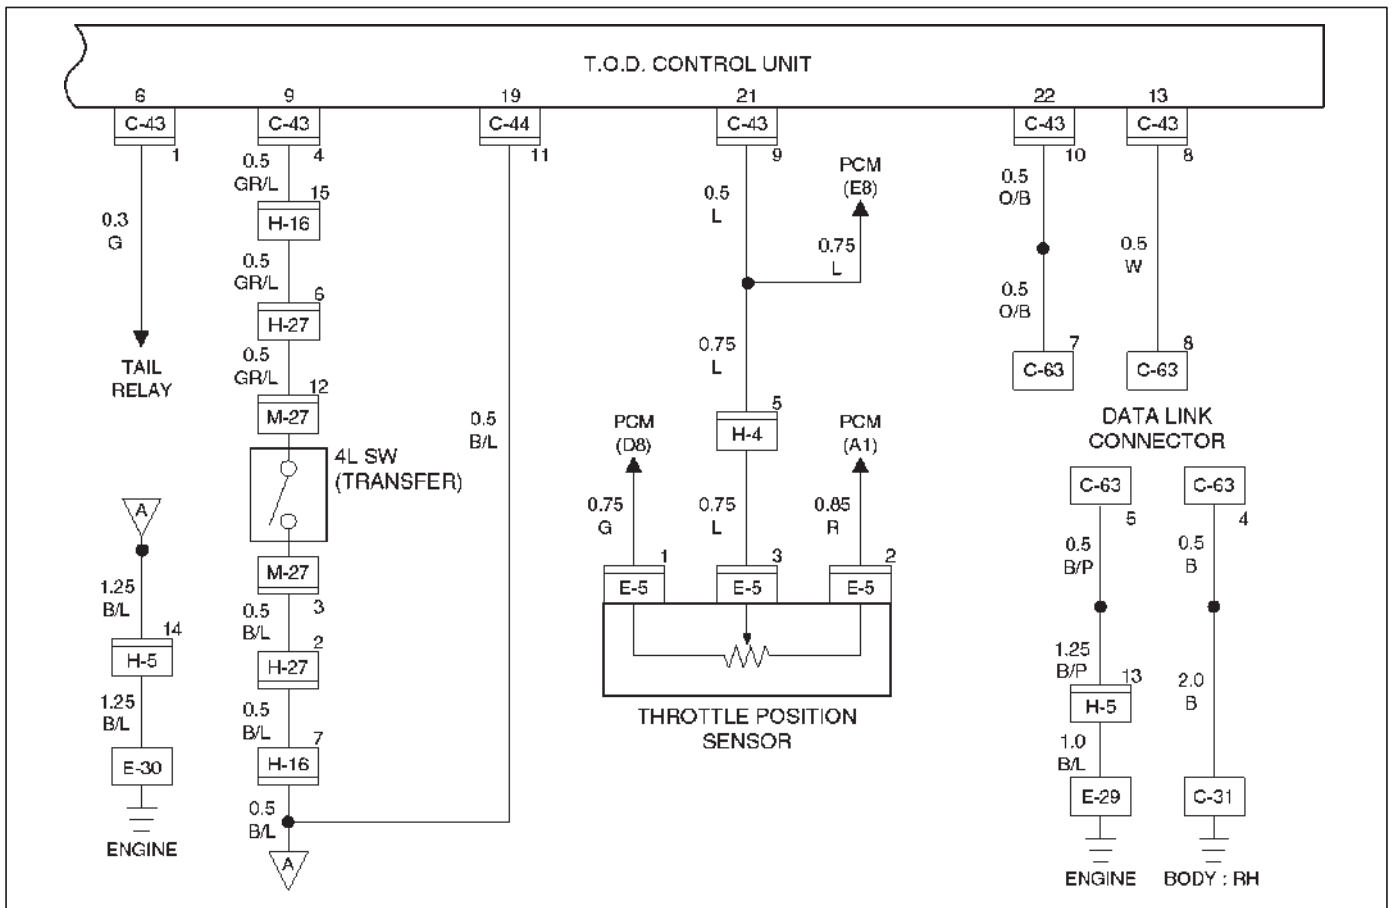 T.O.D. CONTROL UNIT
6 9 19 21 22 13
C-43 C-43 C-44 C-43 C-43 C-43
1 4 11 9 10 8
0.3
G
TAIL
RELAY
0.5
GR/L
15
H-16
0.5
GR/L
6
H-27
0.5
GR/L
12
M-27
4L SW
(TRANSFER)
M-27
3
0.5
B/L
2
H-27
0.5
B/L
7
H-16
0.5
B/L
A
0.5
B/L
A
1.25
B/L
14
H-5
1.25
B/L
E-30
ENGINE
0.5
L
PCM
(E8)
0.75
L
0.75
L
5
H-4
PCM
(D8)
0.75
G
0.75
L
PCM
(A1)
0.85
R
1 3 2
E-5 E-5 E-5
THROTTLE POSITION
SENSOR
0.5
O/B
0.5
O/B
7
C-63
0.5
W
8
C-63
DATA LINK
CONNECTOR
C-63
5
0.5
B/P
1.25
B/P
13
H-5
1.0
B/L
E-29
ENGINE
C-63
4
0.5
B
2.0
B
C-31
BODY : RH